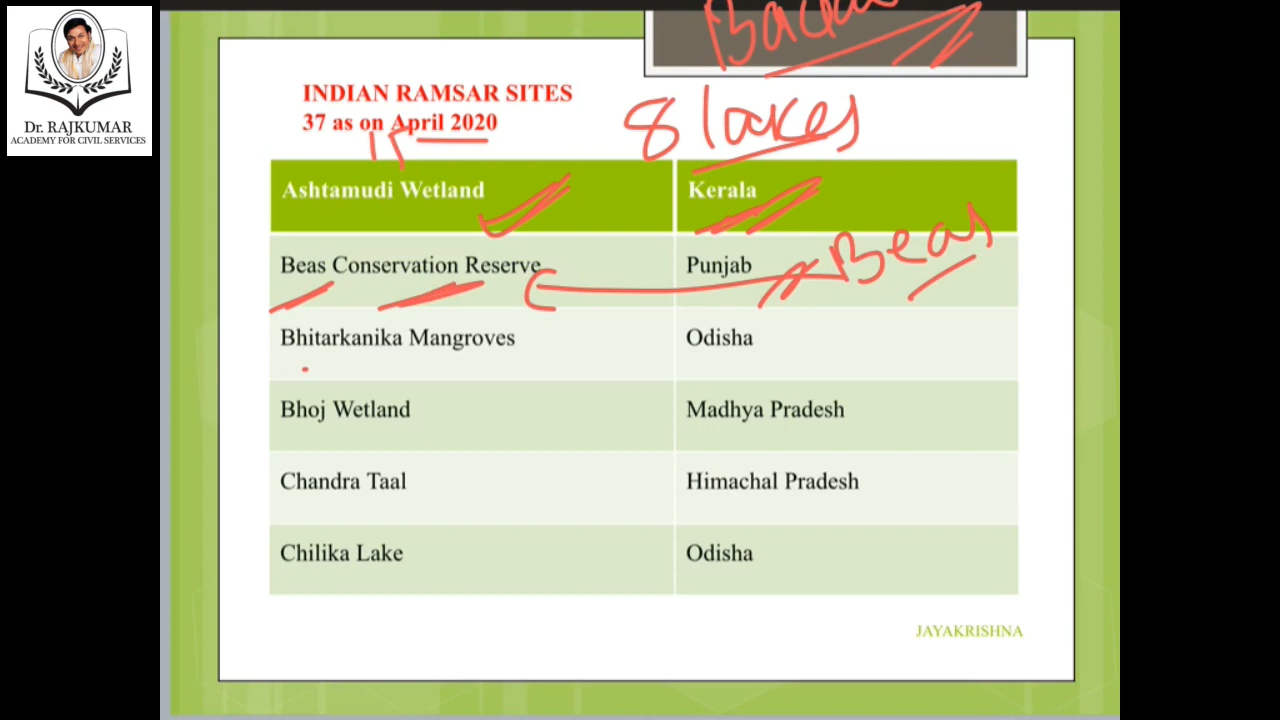 Dr. RAJKUMAR
ACADEMY FOR CIVIL SERVICES
INDIAN RAMSAR SITES
37 as on April 2020
8 lakes
Ashtamudi Wetland Kerala
Beas Conservation Reserve Punjab Beas
Bhitarkanika Mangroves Odisha
Bhoj Wetland Madhya Pradesh
Chandra Taal Himachal Pradesh
Chilika Lake Odisha
JAYAKRISHNA